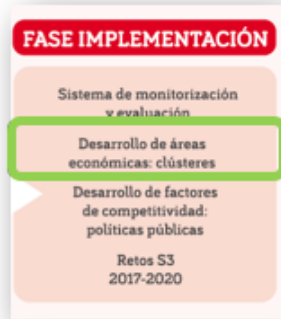 FASE IMPLEMENTACIÓN
Sistema de monitorización
y evaluación
Desarrollo de áreas
económicas: clústeres
Desarrollo de factores
de competitividad:
políticas públicas
Retos S3
2017-2020